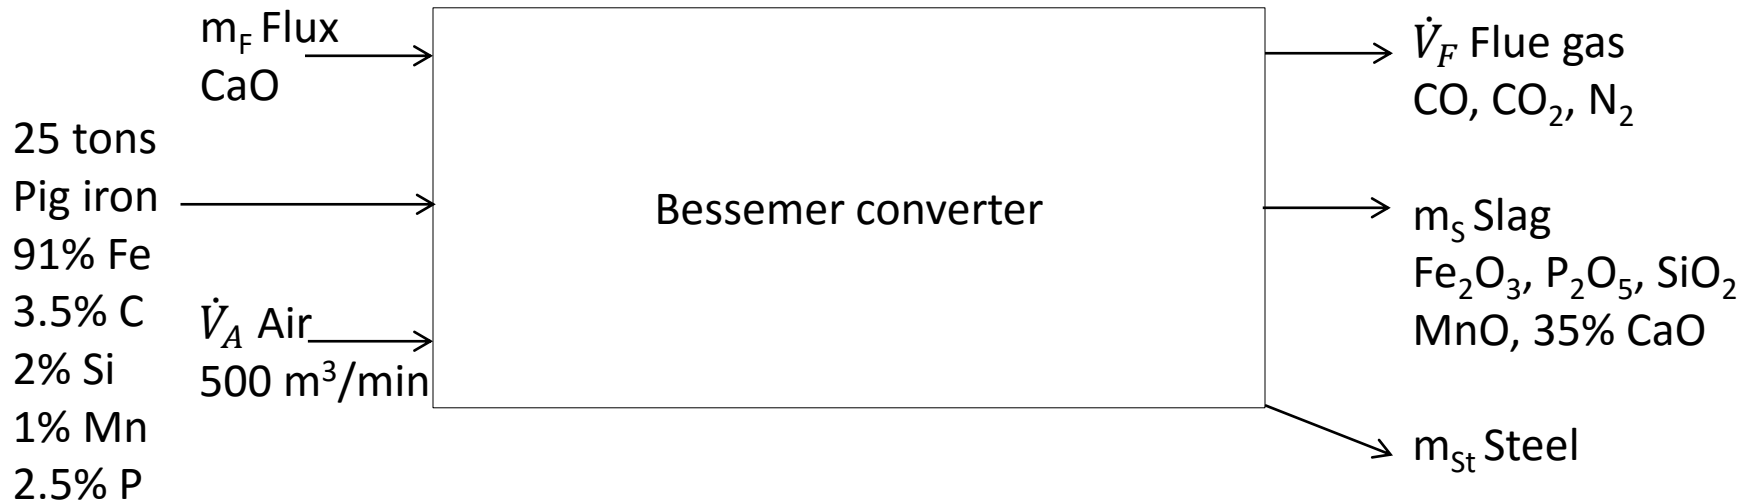 m_F Flux
CaO
25 tons
Pig iron
91% Fe
3.5% C
2% Si
1% Mn
2.5% P
V̇_A Air
500 m³/min
Bessemer converter
V̇_F Flue gas
CO, CO₂, N₂
m_S Slag
Fe₂O₃, P₂O₅, SiO₂
MnO, 35% CaO
m_St Steel